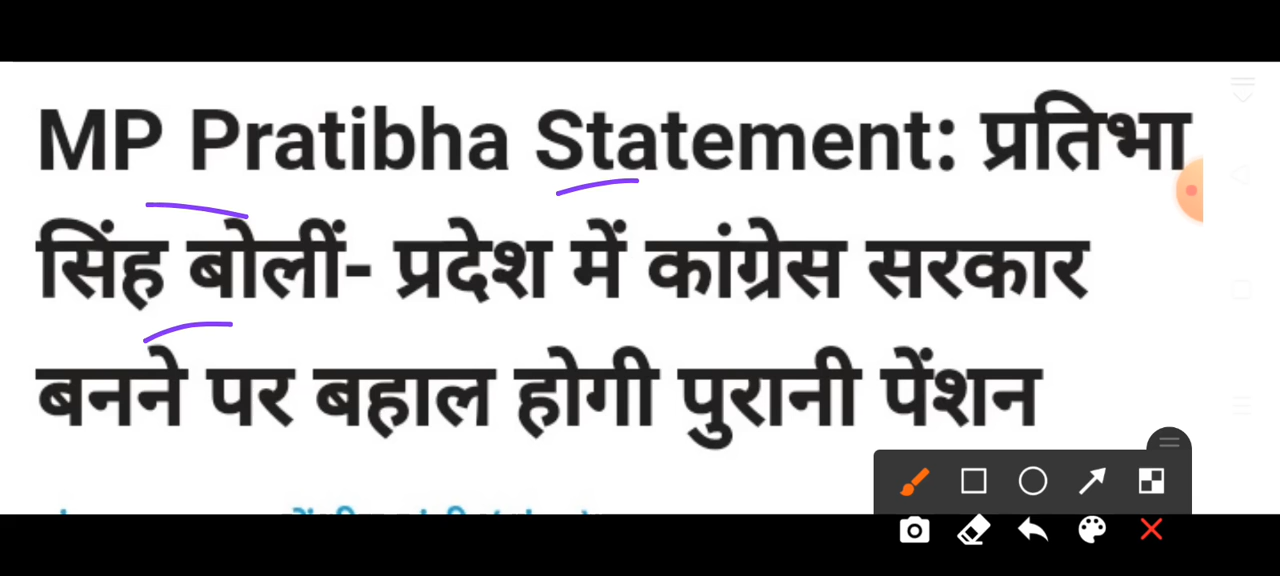 MP Pratibha Statement: प्रतिभा
सिंह बोलीं- प्रदेश में कांग्रेस सरकार
बनने पर बहाल होगी पुरानी पेंशन